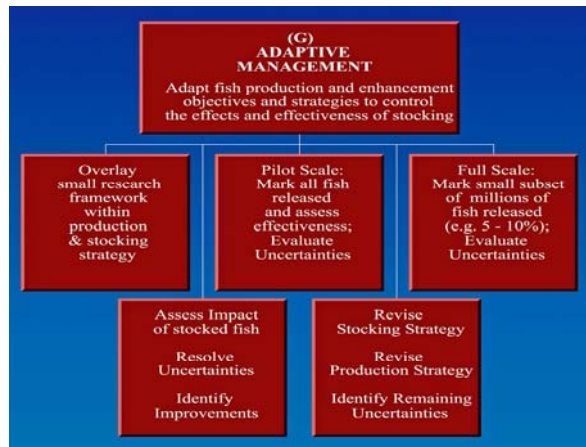 (G)
ADAPTIVE
MANAGEMENT
Adapt fish production and enhancement
objectives and strategies to control
the effects and effectiveness of stocking
Overlay
small research
framework
within
production
& stocking
strategy
Pilot Scale:
Mark all fish
released
and assess
effectiveness;
Evaluate
Uncertainties
Full Scale:
Mark small subset
of millions of
fish released
(e.g. 5 - 10%);
Evaluate
Uncertainties
Assess Impact
of stocked fish
Resolve
Uncertainties
Identify
Improvements
Revise
Stocking Strategy
Revise
Production Strategy
Identify Remaining
Uncertainties